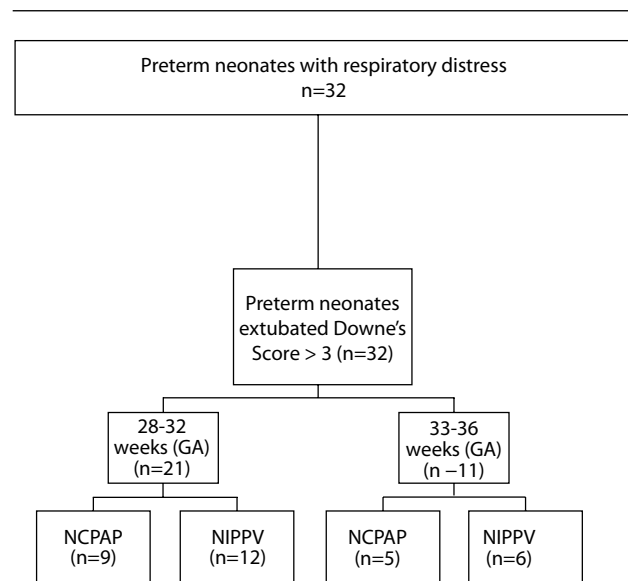 Preterm neonates with respiratory distress
n=32
Preterm neonates
extubated Downe's
Score > 3 (n=32)
28-32
weeks (GA)
(n=21)
33-36
weeks (GA)
(n −11)
NCPAP
(n=9)
NIPPV
(n=12)
NCPAP
(n=5)
NIPPV
(n=6)